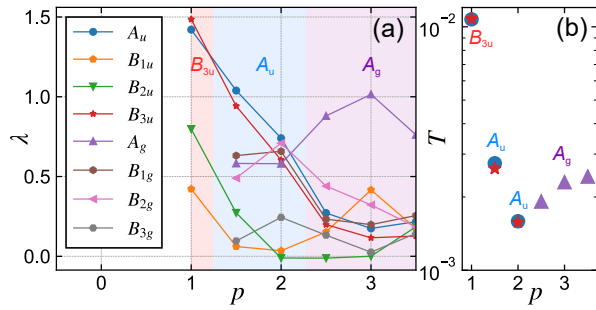 (a)
A_u
B_1u
B_2u
B_3u
A_g
B_1g
B_2g
B_3g
B_3u
A_u
A_g
1.5
1.0
0.5
0.0
λ
0
1
2
3
p
(b)
B_3u
A_u
A_u
A_g
10^−2
10^−3
T
1
2
3
p